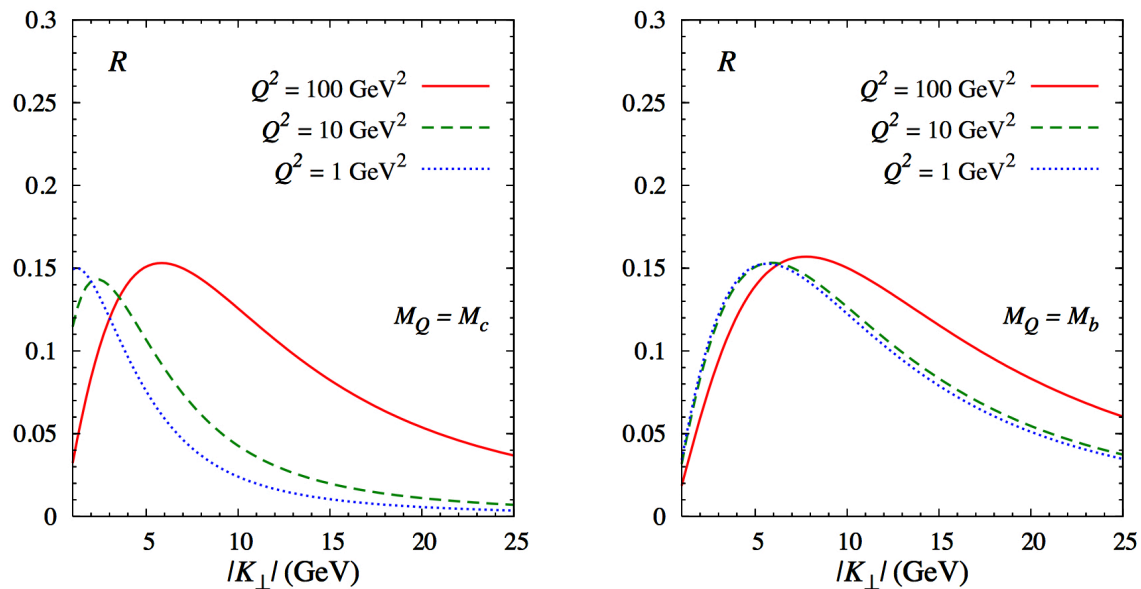 0.3
0.25
0.2
0.15
0.1
0.05
0
R
Q² = 100 GeV²
Q² = 10 GeV²
Q² = 1 GeV²
M_Q = M_c
5
10
15
20
25
|K_⊥| (GeV)
0.3
0.25
0.2
0.15
0.1
0.05
0
R
Q² = 100 GeV²
Q² = 10 GeV²
Q² = 1 GeV²
M_Q = M_b
5
10
15
20
25
|K_⊥| (GeV)